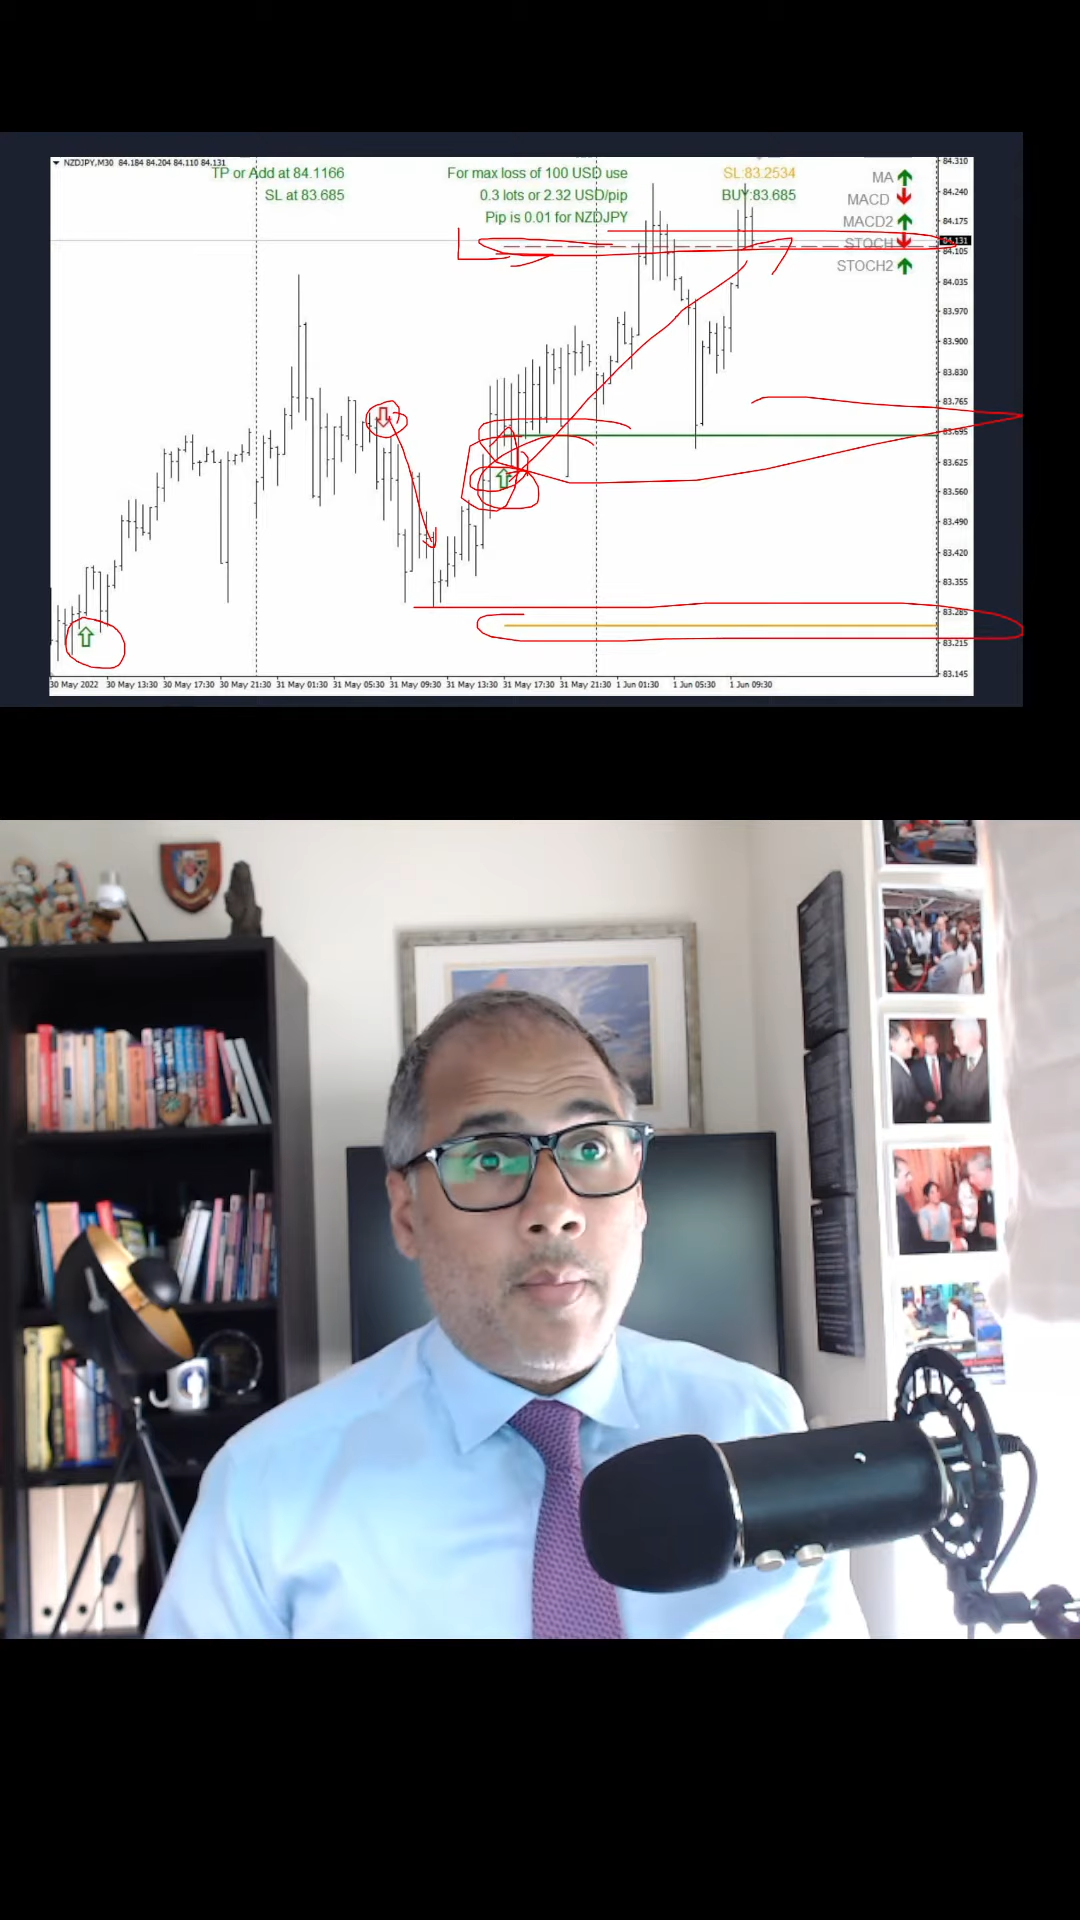 NZDJPY,M30 84.184 84.204 84.110 84.131
TP or Add at 84.1166
SL at 83.685
For max loss of 100 USD use
0.3 lots or 2.32 USD/pip
Pip is 0.01 for NZDJPY
SL:83.2534
BUY:83.685
MA
MACD
MACD2
STOCH
STOCH2
84.310
84.240
84.175
84.131
84.105
84.035
83.970
83.900
83.830
83.765
83.695
83.625
83.560
83.490
83.420
83.355
83.285
83.215
83.145
30 May 2022 30 May 13:30 30 May 17:30 30 May 21:30 31 May 01:30 31 May 05:30 31 May 09:30 31 May 13:30 31 May 17:30 31 May 21:30 1 Jun 01:30 1 Jun 05:30 1 Jun 09:30